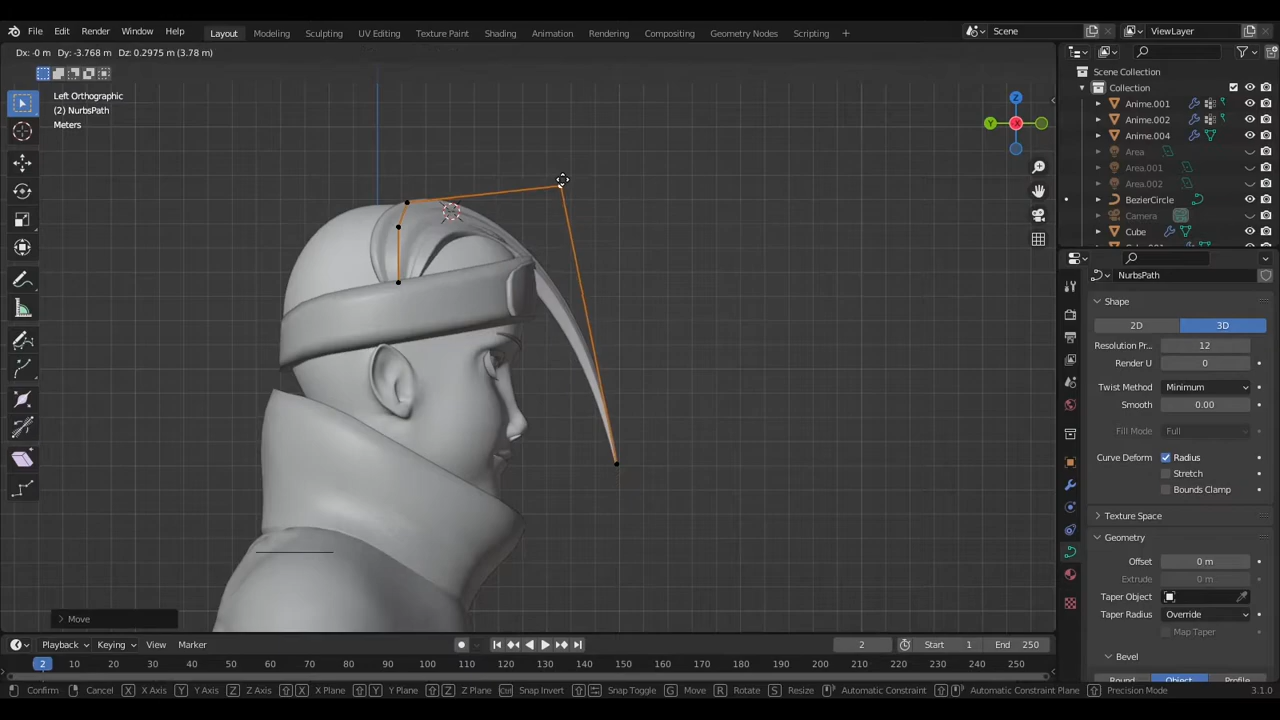 File Edit Render Window Help Layout Modeling Sculpting UV Editing Texture Paint Shading Animation Rendering Compositing Geometry Nodes Scripting + Scene ViewLayer
Dx: -0 m Dy: -3.768 m Dz: 0.2975 m (3.78 m)
Left Orthographic
(2) NurbsPath
Meters
Z
Y
X
Scene Collection
Collection
Anime.001
Anime.002
Anime.004
Area
Area.001
Area.002
BezierCircle
Camera
Cube
NurbsPath
Shape
2D 3D
Resolution Pr... 12
Render U 0
Twist Method Minimum
Smooth 0.00
Fill Mode Full
Curve Deform Radius
Stretch
Bounds Clamp
Texture Space
Geometry
Offset 0 m
Extrude 0 m
Taper Object
Taper Radius Override
Map Taper
Bevel
Round Object Profile
Move
Playback Keying View Marker 2 Start 1 End 250
2 10 20 30 40 50 60 70 80 90 100 110 120 130 140 150 160 170 180 190 200 210 220 230 240 250
Confirm Cancel X X Axis Y Y Axis Z Z Axis X X Plane Y Y Plane Z Z Plane Ctrl Snap Invert Snap Toggle G Move R Rotate S Resize Automatic Constraint Automatic Constraint Plane Precision Mode 3.1.0